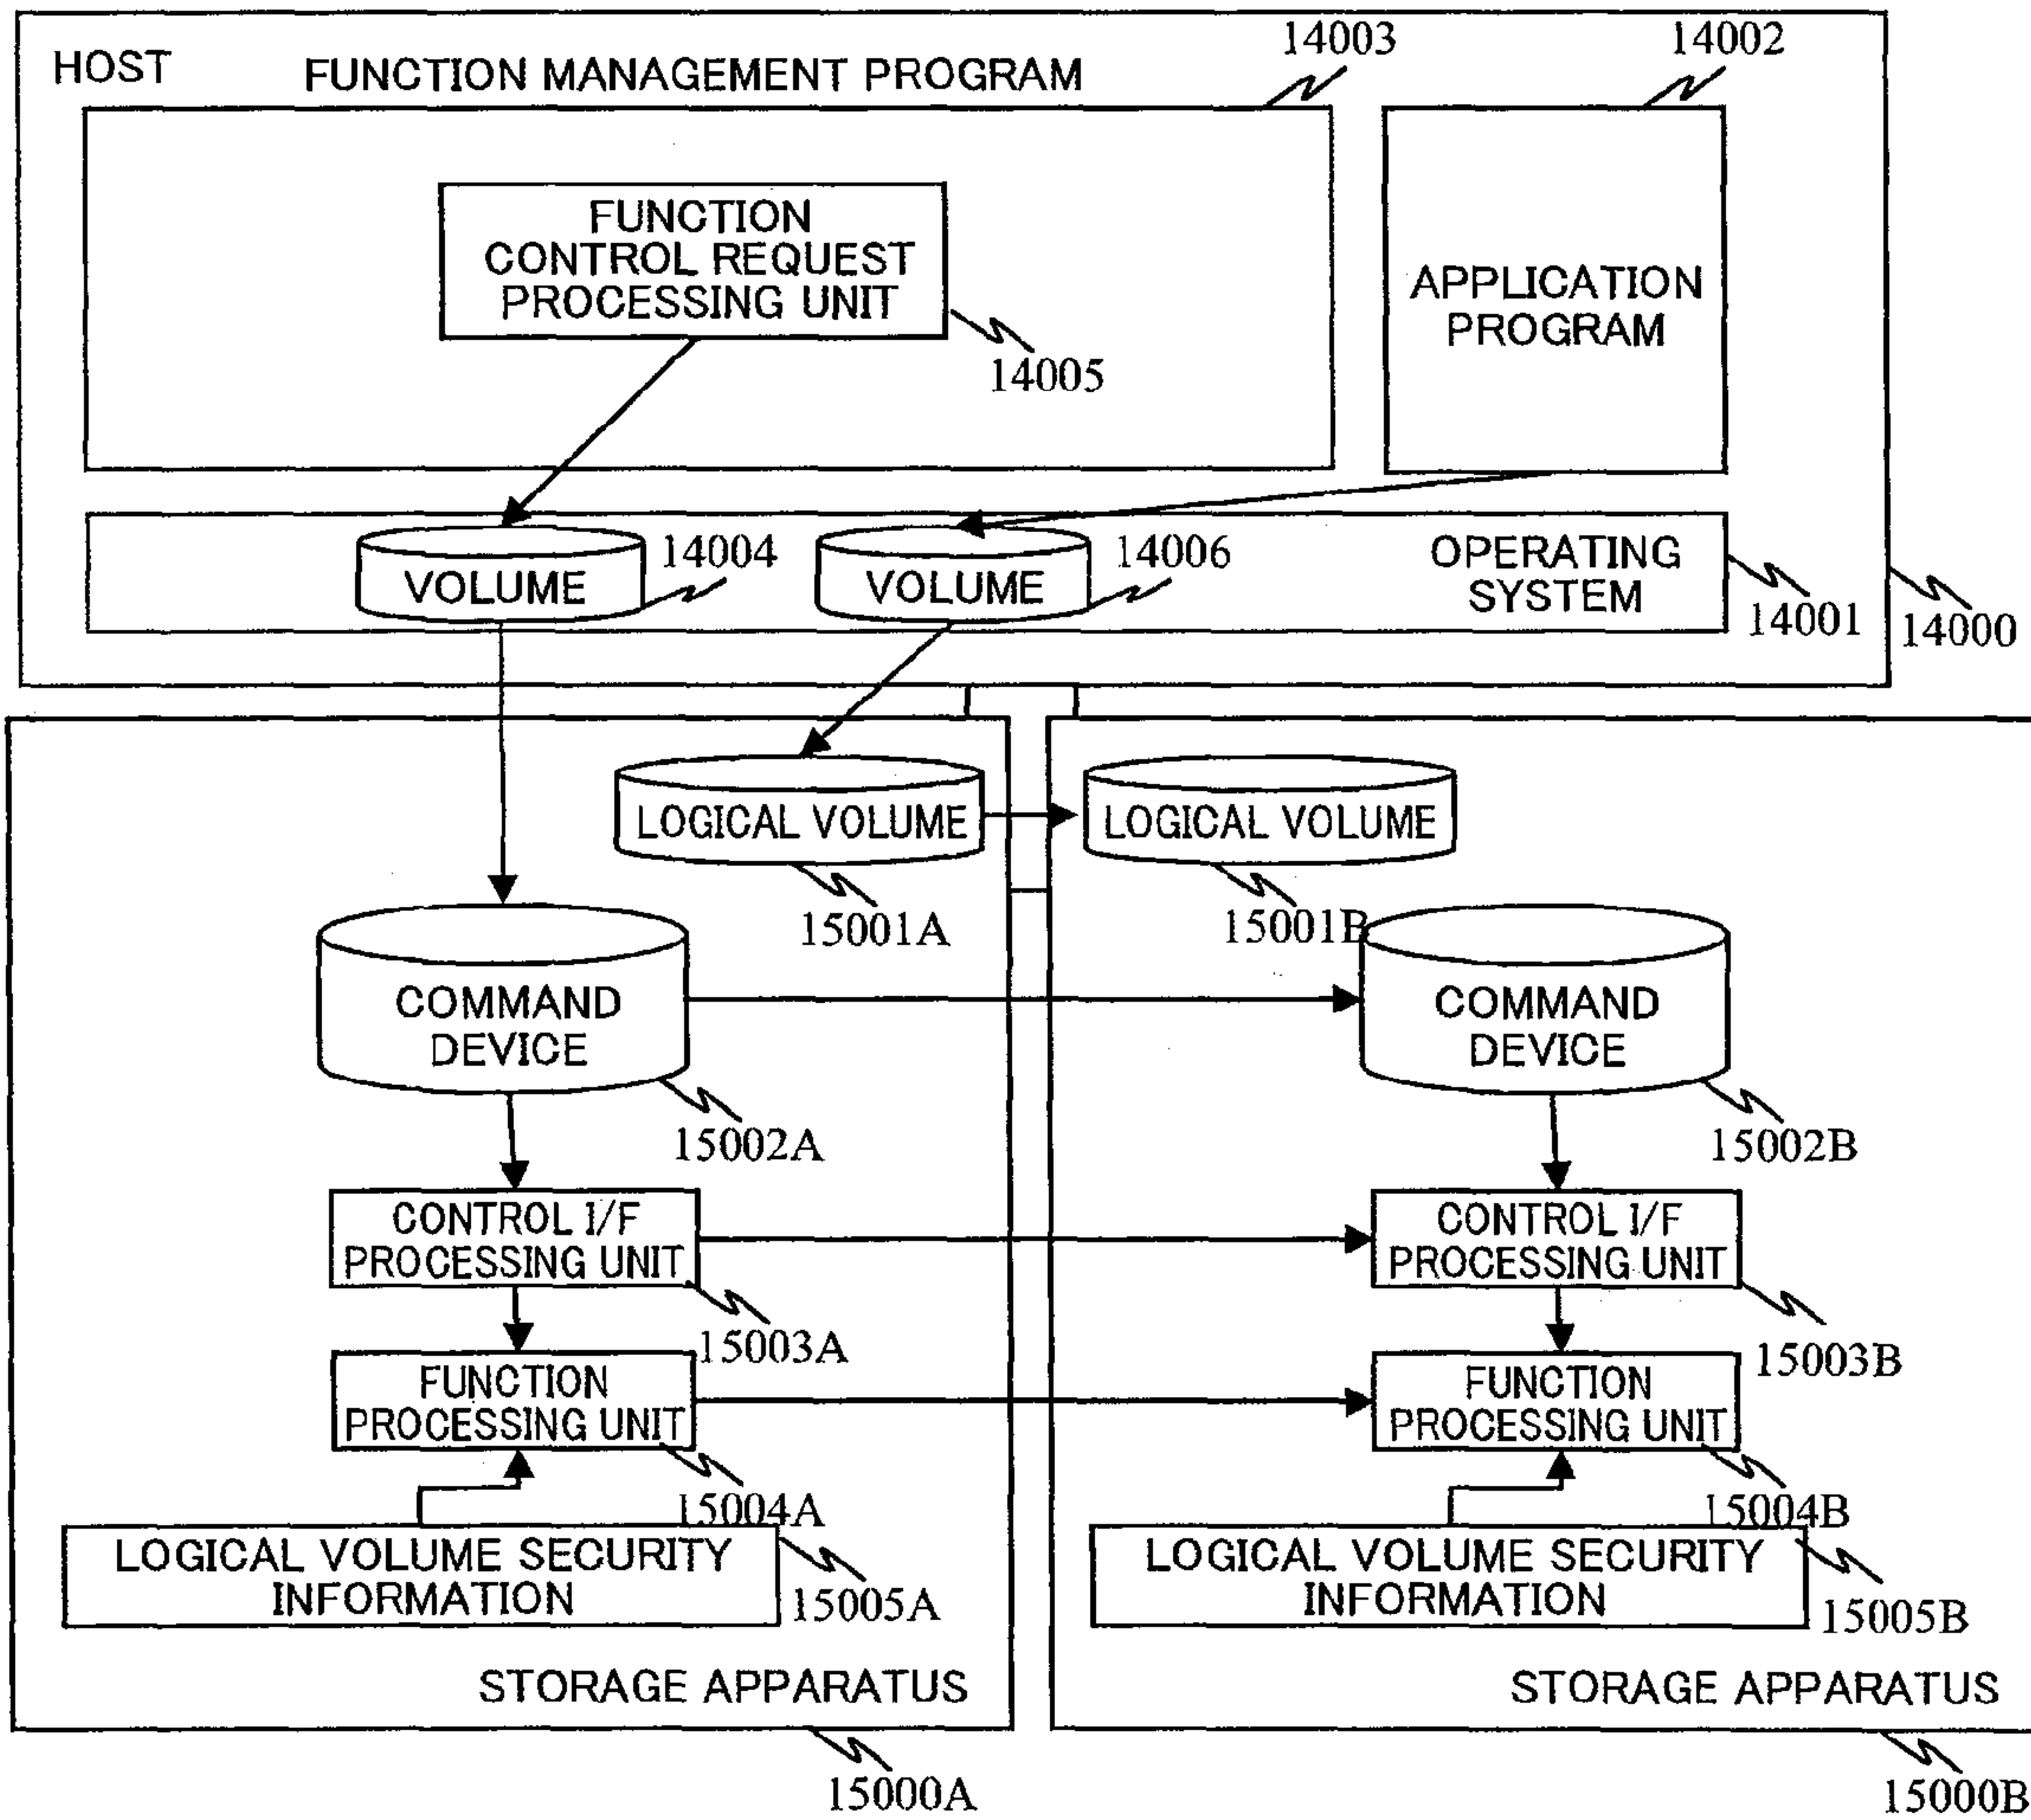 14003
14002
HOST
FUNCTION MANAGEMENT PROGRAM
FUNCTION
CONTROL REQUEST
PROCESSING UNIT
14005
APPLICATION
PROGRAM
VOLUME
14004
VOLUME
14006
OPERATING
SYSTEM
14001
14000
LOGICAL VOLUME
15001A
LOGICAL VOLUME
15001B
COMMAND
DEVICE
15002A
COMMAND
DEVICE
15002B
CONTROL I/F
PROCESSING UNIT
15003A
CONTROL I/F
PROCESSING UNIT
15003B
FUNCTION
PROCESSING UNIT
15004A
FUNCTION
PROCESSING UNIT
15004B
LOGICAL VOLUME SECURITY
INFORMATION
15005A
LOGICAL VOLUME SECURITY
INFORMATION
15005B
STORAGE APPARATUS
15000A
STORAGE APPARATUS
15000B